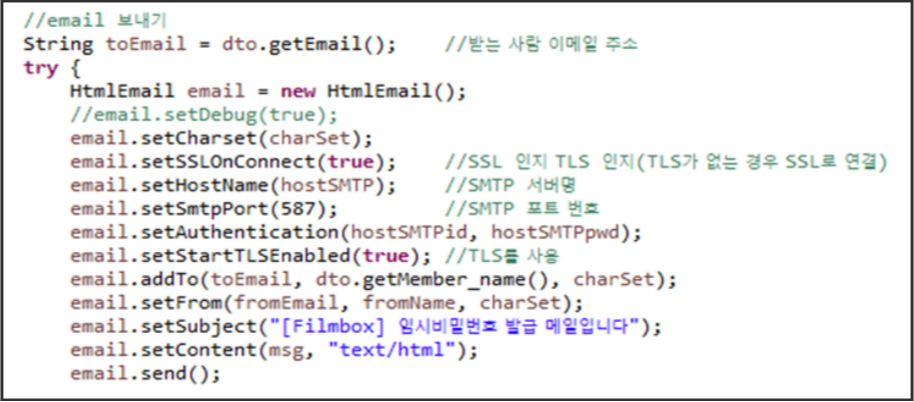 //email 보내기
String toEmail = dto.getEmail();    //받는 사람 이메일 주소
try {
    HtmlEmail email = new HtmlEmail();
    //email.setDebug(true);
    email.setCharset(charSet);
    email.setSSLOnConnect(true);    //SSL 인지 TLS 인지(TLS가 없는 경우 SSL로 연결)
    email.setHostName(hostSMTP);    //SMTP 서버명
    email.setSmtpPort(587);         //SMTP 포트 번호
    email.setAuthentication(hostSMTPid, hostSMTPpwd);
    email.setStartTLSEnabled(true); //TLS를 사용
    email.addTo(toEmail, dto.getMember_name(), charSet);
    email.setFrom(fromEmail, fromName, charSet);
    email.setSubject("[Filmbox] 임시비밀번호 발급 메일입니다");
    email.setContent(msg, "text/html");
    email.send();